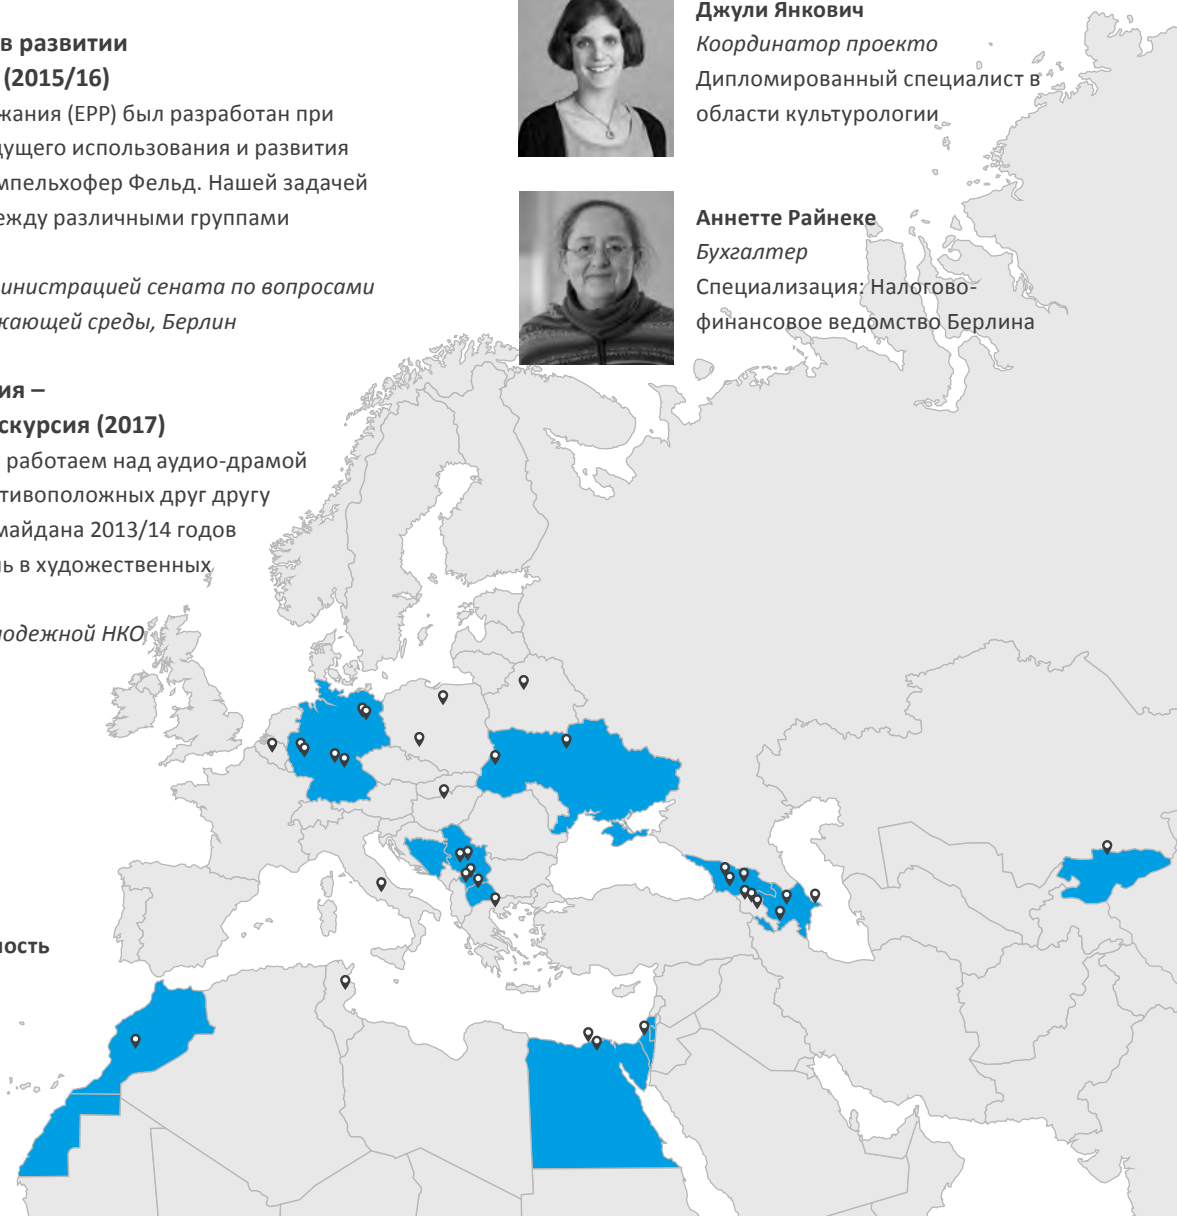 в развитии
(2015/16)
жания (EPP) был разработан при
дущего использования и развития
мпельхофер Фельд. Нашей задачей
ежду различными группами
инистрацией сената по вопросам
жающей среды, Берлин
ия –
скурсия (2017)
работаем над аудио-драмой
тивоположных друг другу
майдана 2013/14 годов
ь в художественных
лодежной НКО
ность
Джули Янкович
Координатор проекто
Дипломированный специалист в
области культурологии
Аннетте Райнеке
Бухгалтер
Специализация: Налогово-
финансовое ведомство Берлина